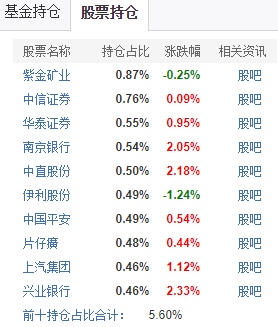 基金持仓 股票持仓
股票名称 持仓占比 涨跌幅 相关资讯
紫金矿业 0.87% -0.25% 股吧
中信证券 0.76% 0.09% 股吧
华泰证券 0.55% 0.95% 股吧
南京银行 0.54% 2.05% 股吧
中直股份 0.50% 2.18% 股吧
伊利股份 0.49% -1.24% 股吧
中国平安 0.49% 0.54% 股吧
片仔癀 0.48% 0.44% 股吧
上汽集团 0.46% 1.12% 股吧
兴业银行 0.46% 2.33% 股吧
前十持仓占比合计： 5.60%